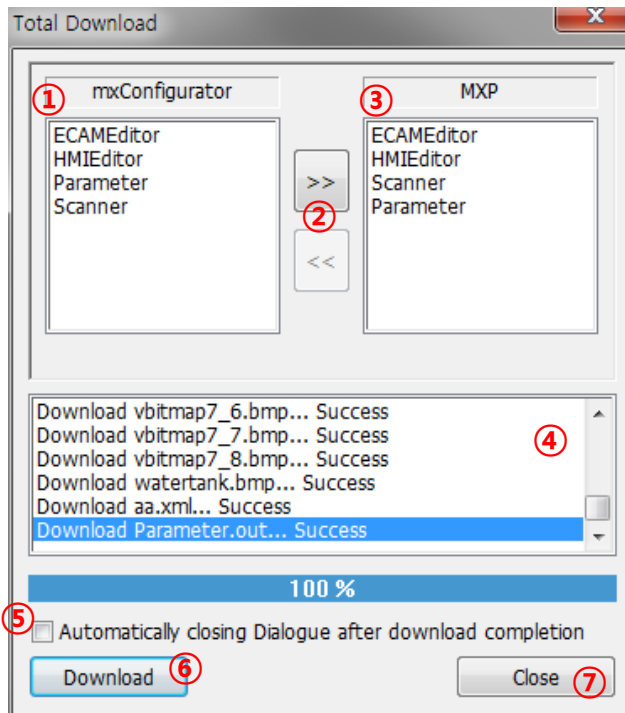 Total Download
x
① mxConfigurator
③ MXP
ECAMEditor
HMIEditor
Parameter
Scanner
>>
②
<<
ECAMEditor
HMIEditor
Scanner
Parameter
Download vbitmap7_6.bmp... Success
Download vbitmap7_7.bmp... Success
④
Download vbitmap7_8.bmp... Success
Download watertank.bmp... Success
Download aa.xml... Success
Download Parameter.out... Success
100 %
⑤ Automatically closing Dialogue after download completion
Download ⑥
Close ⑦